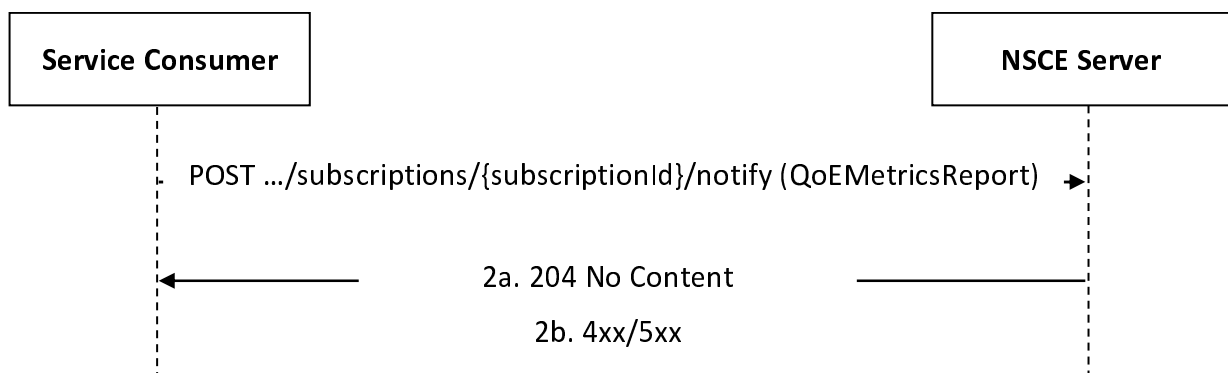 Service Consumer
NSCE Server
POST .../subscriptions/{subscriptionId}/notify (QoEMetricsReport)
2a. 204 No Content
2b. 4xx/5xx